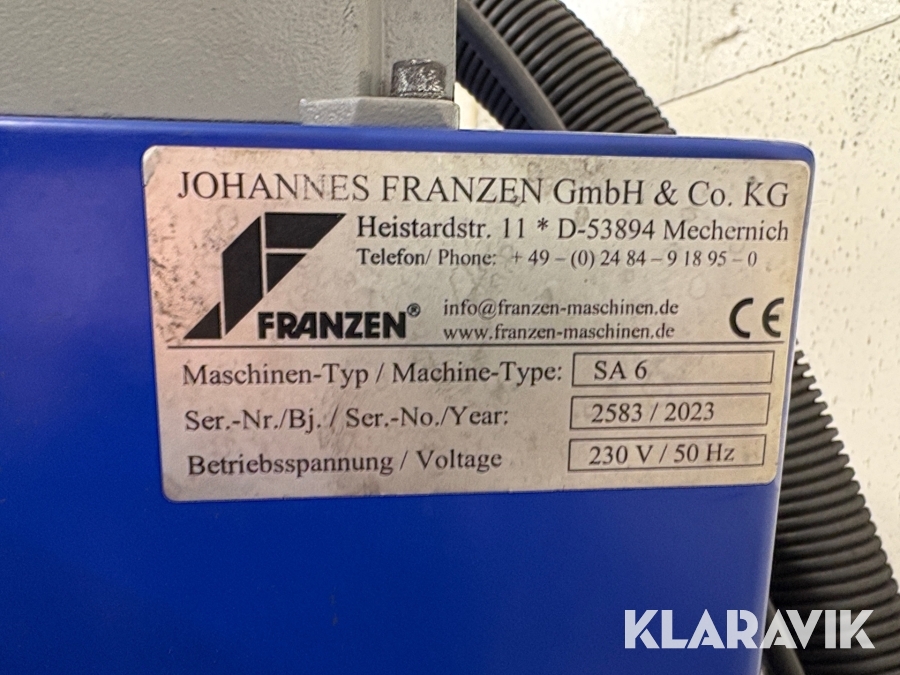 JOHANNES FRANZEN GmbH & Co. KG
Heistardstr. 11 * D-53894 Mechernich
Telefon/ Phone: + 49 – (0) 24 84 – 9 18 95 – 0
FRANZEN®
info@franzen-maschinen.de
www.franzen-maschinen.de
CE
Maschinen-Typ / Machine-Type: SA 6
Ser.-Nr./Bj. / Ser.-No./Year: 2583 / 2023
Betriebsspannung / Voltage 230 V / 50 Hz
KLARAVIK